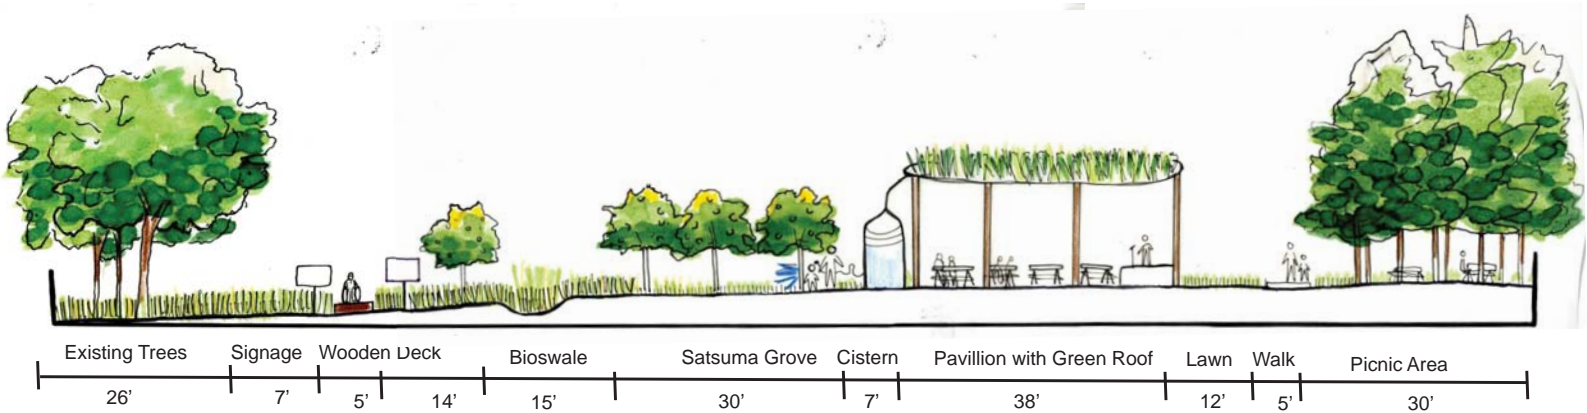 Existing Trees Signage Wooden Deck Bioswale Satsuma Grove Cistern Pavillion with Green Roof Lawn Walk Picnic Area
26’ 7’ 5’ 14’ 15’ 30’ 7’ 38’ 12’ 5’ 30’